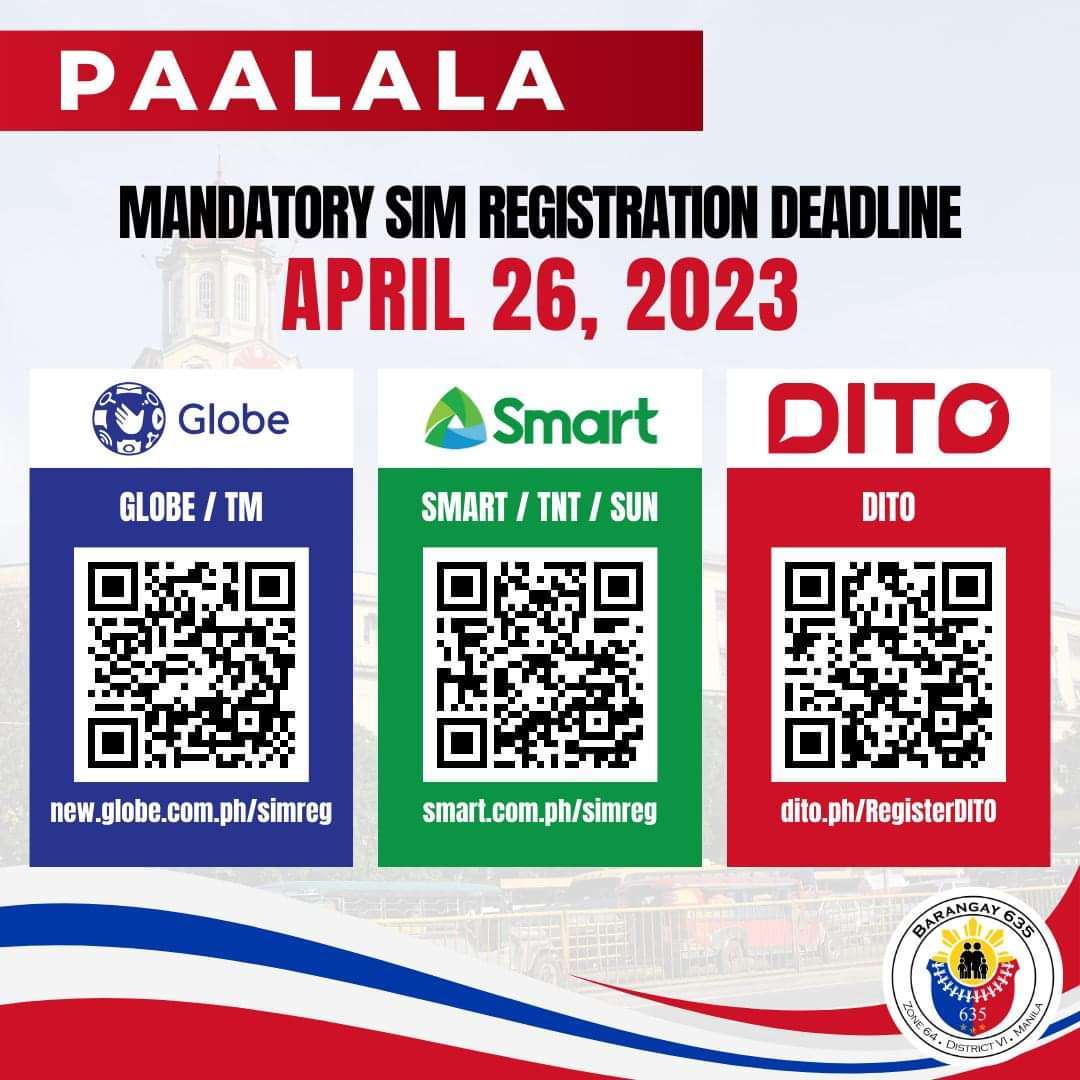 PAALALA
MANDATORY SIM REGISTRATION DEADLINE
APRIL 26, 2023
Globe
GLOBE / TM
new.globe.com.ph/simreg
Smart
SMART / TNT / SUN
smart.com.ph/simreg
DITO
DITO
dito.ph/RegisterDITO
BARANGAY 635
635
ZONE 64 • DISTRICT VI • MANILA